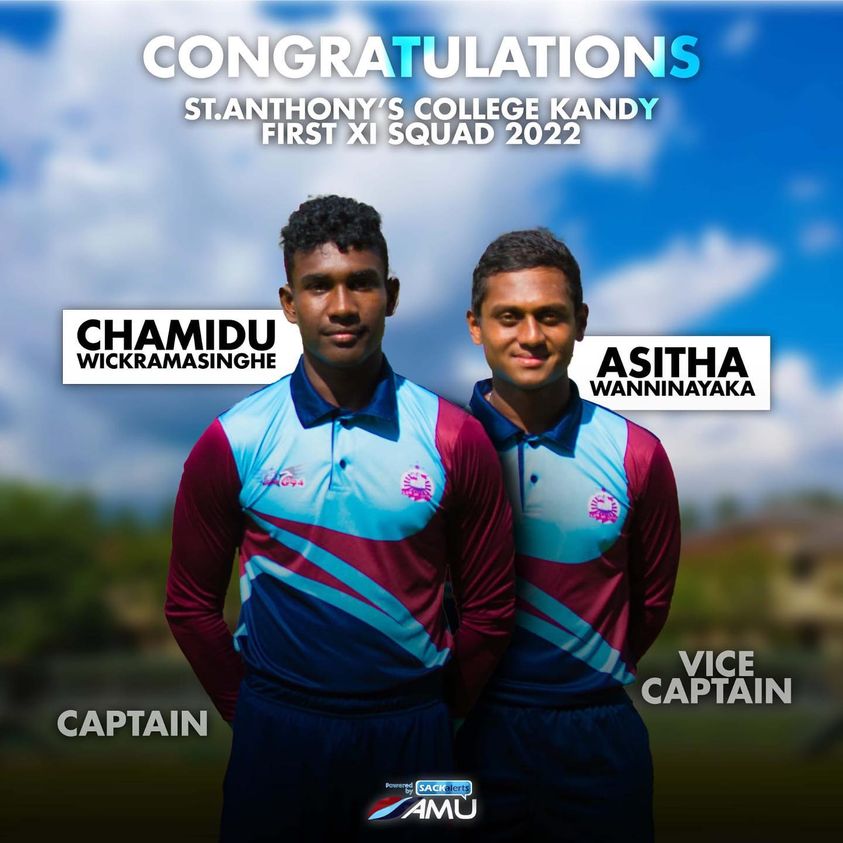 CONGRATULATIONS
ST.ANTHONY'S COLLEGE KANDY
FIRST XI SQUAD 2022
CHAMIDU
WICKRAMASINGHE
ASITHA
WANNINAYAKA
VICE
CAPTAIN
CAPTAIN
Powered
by SACKalerts
AMU